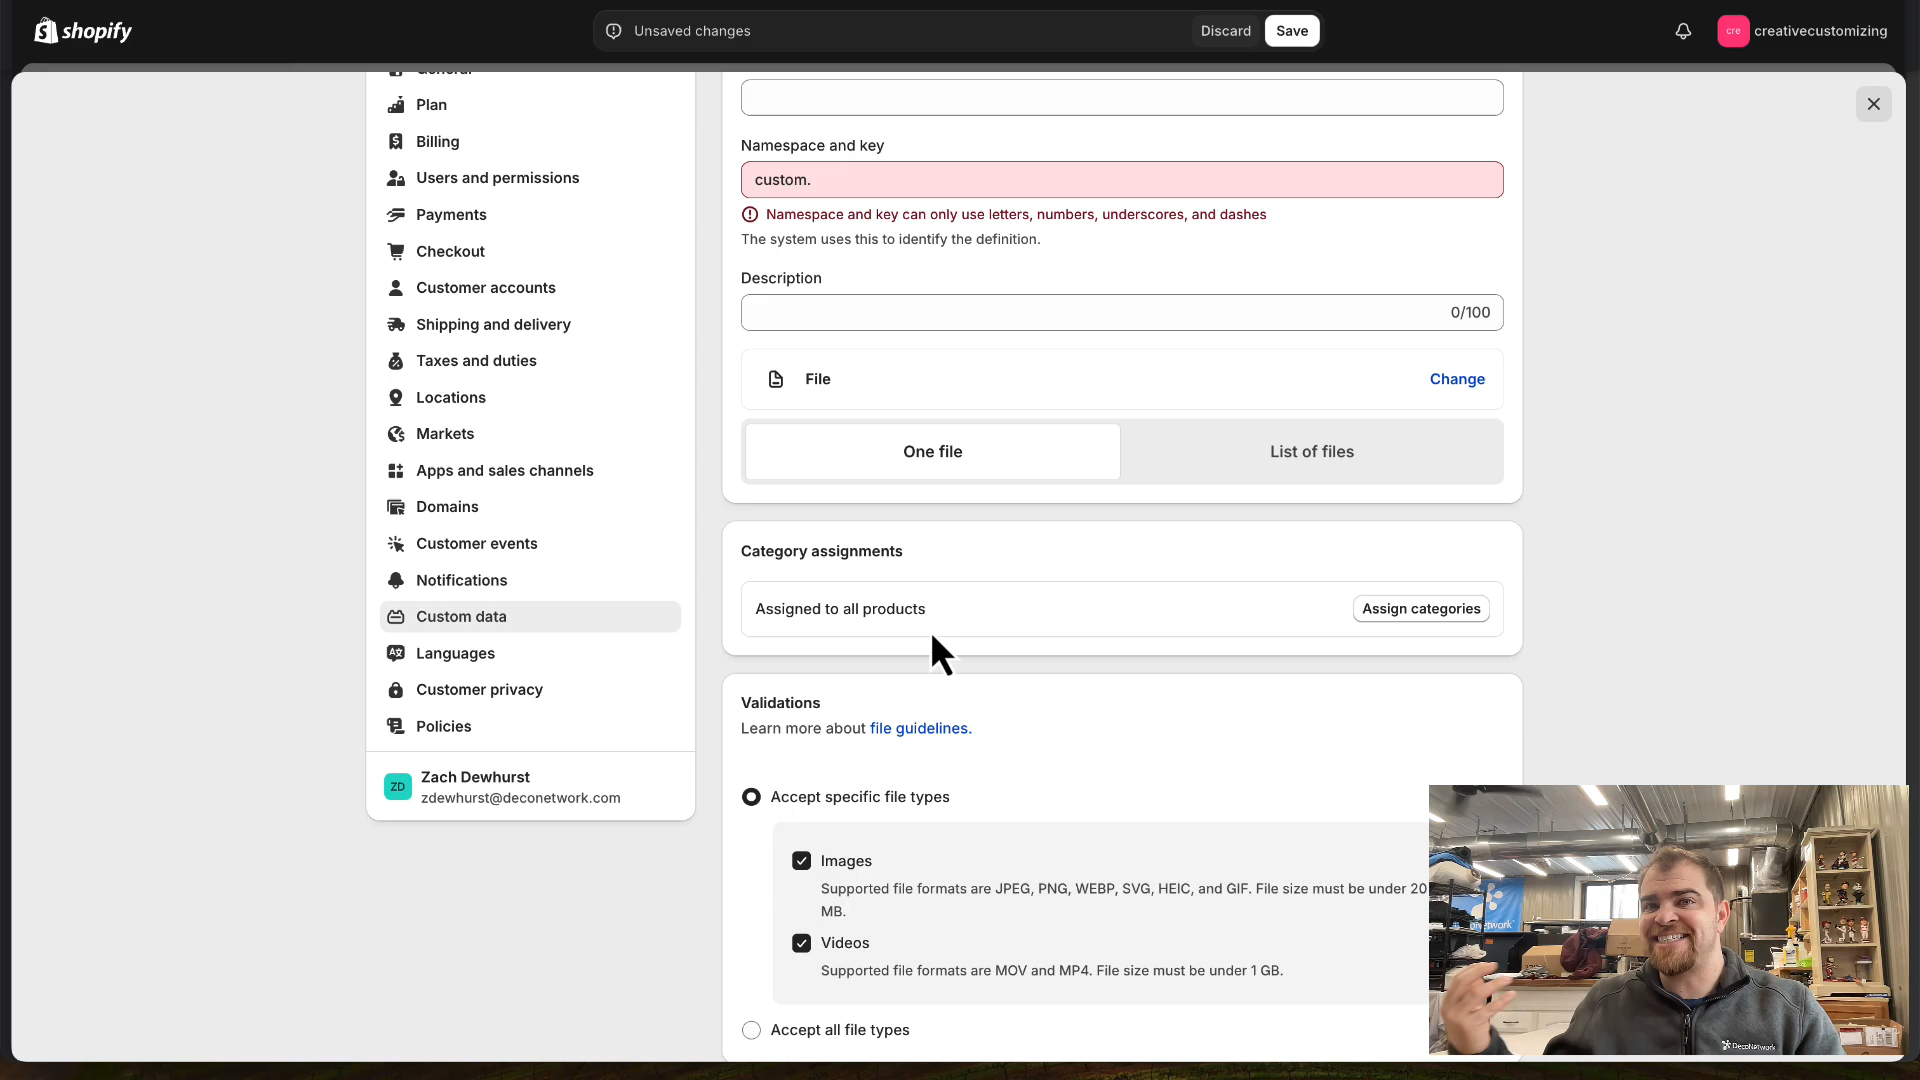 shopify
Unsaved changes
Discard
Save
cre
creativecustomizing
General
Plan
Billing
Users and permissions
Payments
Checkout
Customer accounts
Shipping and delivery
Taxes and duties
Locations
Markets
Apps and sales channels
Domains
Customer events
Notifications
Custom data
Languages
Customer privacy
Policies
ZD
Zach Dewhurst
zdewhurst@deconetwork.com
Namespace and key
custom.
Namespace and key can only use letters, numbers, underscores, and dashes
The system uses this to identify the definition.
Description
0/100
File
Change
One file
List of files
Category assignments
Assigned to all products
Assign categories
Validations
Learn more about file guidelines.
Accept specific file types
Images
Supported file formats are JPEG, PNG, WEBP, SVG, HEIC, and GIF. File size must be under 20
MB.
Videos
Supported file formats are MOV and MP4. File size must be under 1 GB.
Accept all file types
DecoNetwork